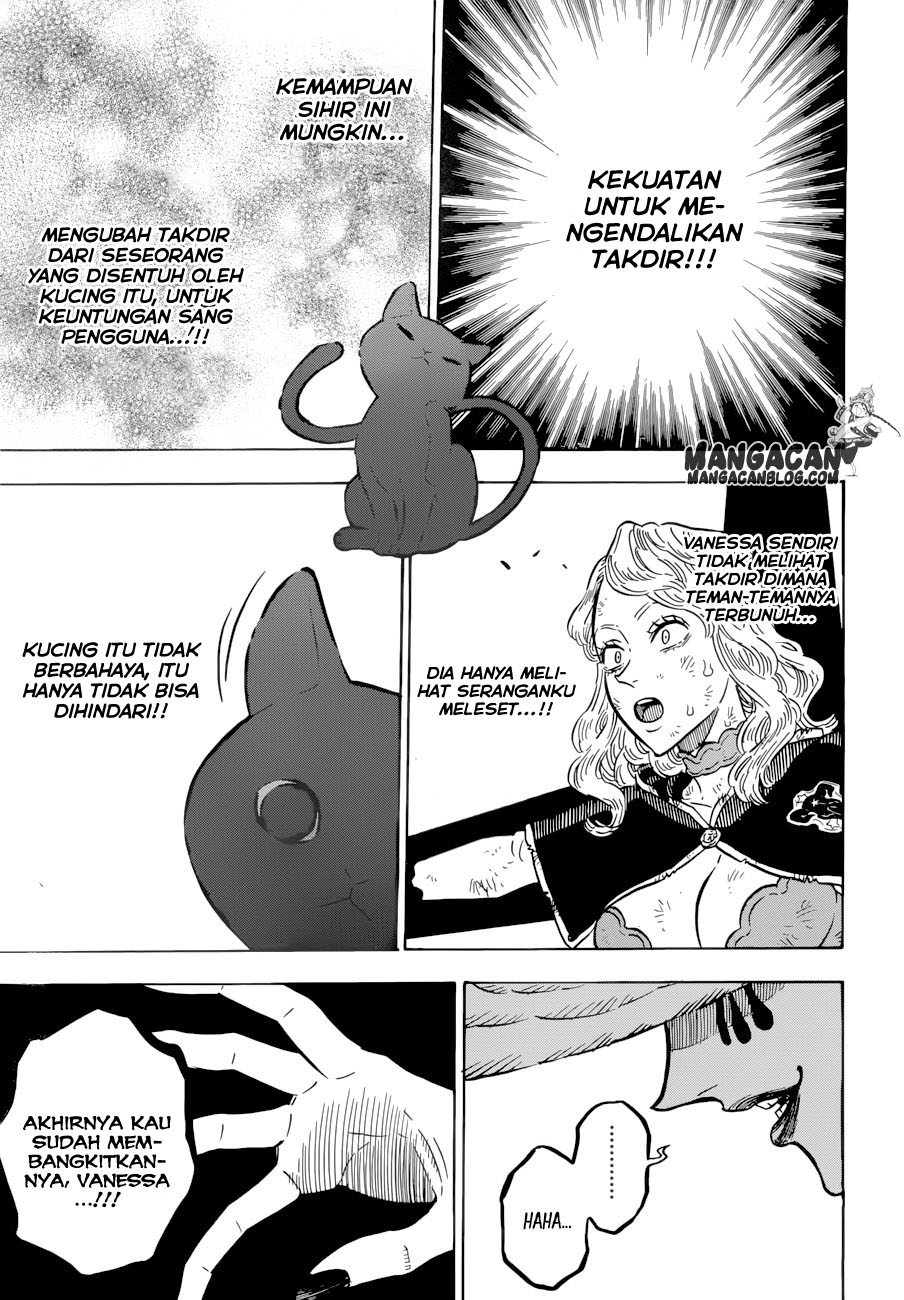 KEKUATAN
UNTUK ME-
NGENDALIKAN
TAKDIR!!!
KEMAMPUAN
SIHIR INI
MUNGKIN...
MENGUBAH TAKDIR
DARI SESEORANG
YANG DISENTUH OLEH
KUCING ITU, UNTUK
KEUNTUNGAN SANG
PENGGUNA...!!
MANGACAN
MANGACANBLOG.COM
VANESSA SENDIRI
TIDAK MELIHAT
TAKDIR DIMANA
TEMAN-TEMANNYA
TERBUNUH...
DIA HANYA MELI-
HAT SERANGANKU
MELESET...!!
KUCING ITU TIDAK
BERBAHAYA, ITU
HANYA TIDAK BISA
DIHINDARI!!
..........
HAHA...
AKHIRNYA KAU
SUDAH MEM-
BANGKITKAN-
NYA, VANESSA
...!!!